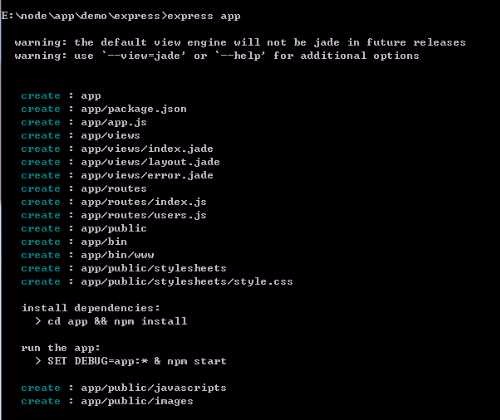 E:\node\app\demo\express>express app
warning: the default view engine will not be jade in future releases
warning: use `--view=jade' or `--help' for additional options
create : app
create : app/package.json
create : app/app.js
create : app/views
create : app/views/index.jade
create : app/views/layout.jade
create : app/views/error.jade
create : app/routes
create : app/routes/index.js
create : app/routes/users.js
create : app/public
create : app/bin
create : app/bin/www
create : app/public/stylesheets
create : app/public/stylesheets/style.css
install dependencies:
> cd app && npm install
run the app:
> SET DEBUG=app:* & npm start
create : app/public/javascripts
create : app/public/images